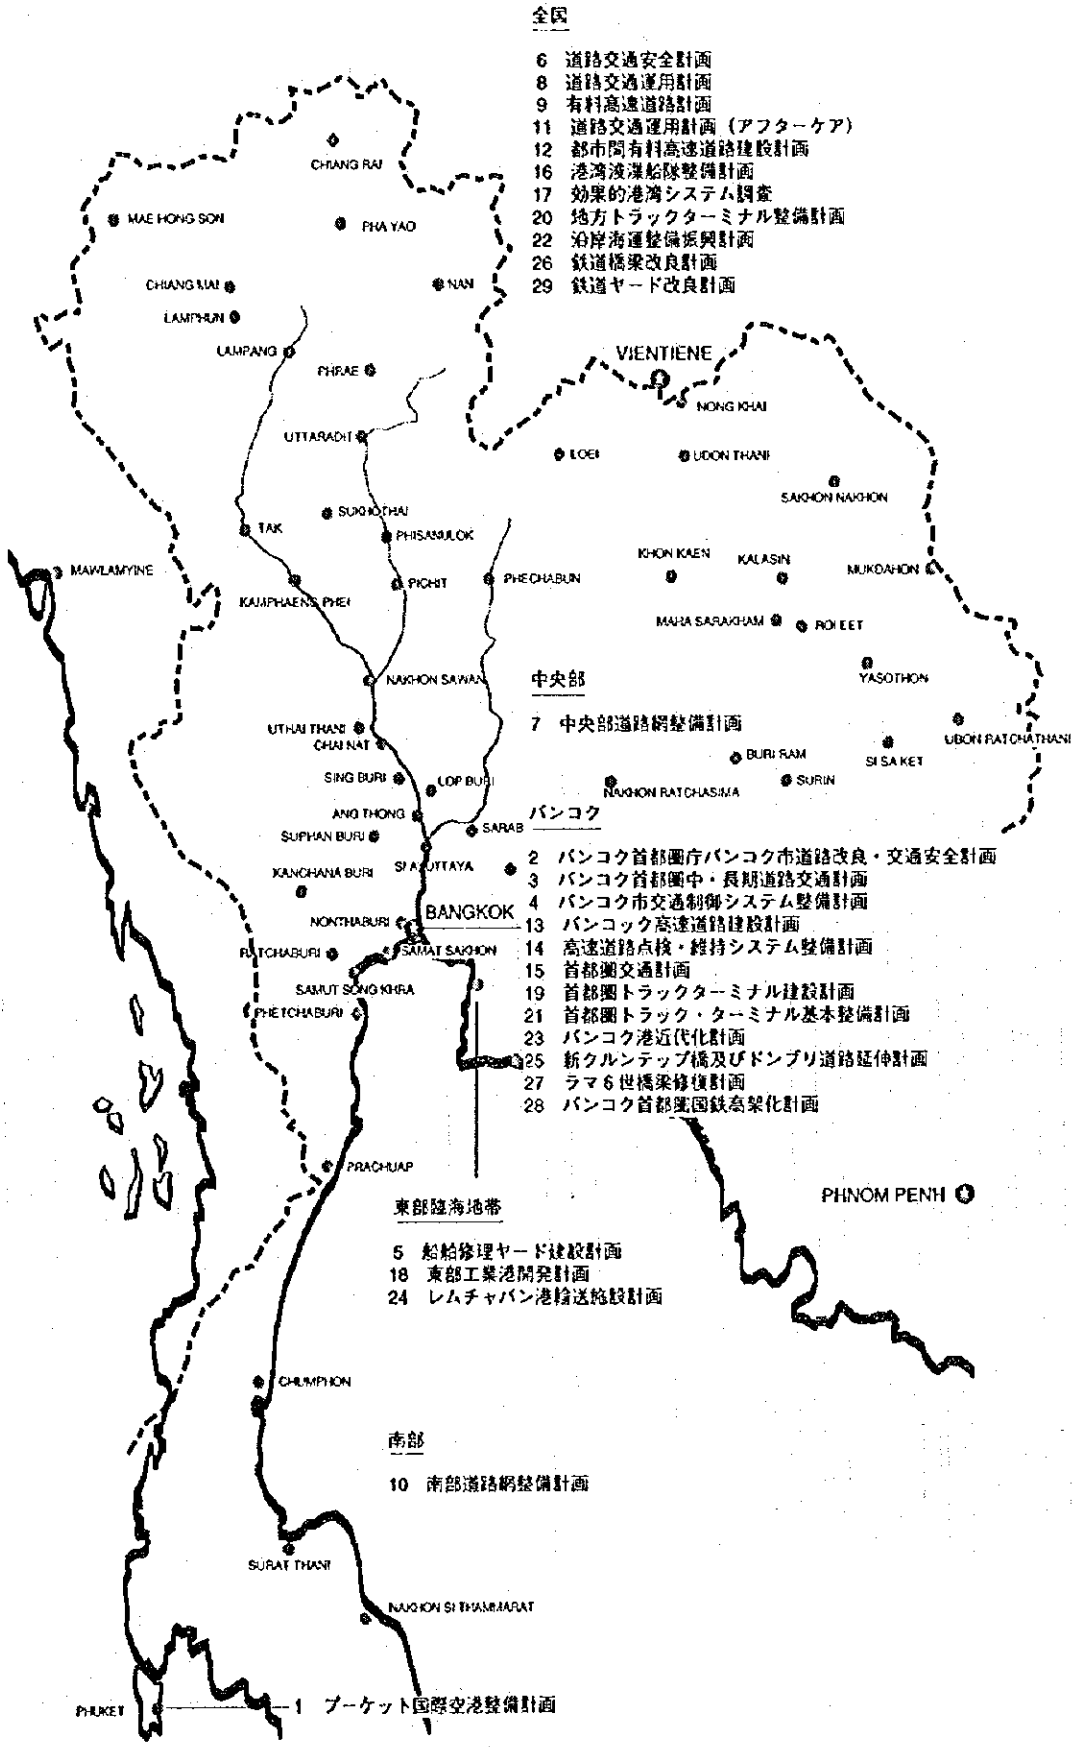 全国
6 道路交通安全計画
8 道路交通運用計画
9 有料高速道路計画
11 道路交通運用計画（アフターケア）
12 都市間有料高速道路建設計画
16 港湾浚渫船隊整備計画
17 効果的港湾システム調査
20 地方トラックターミナル整備計画
22 沿岸海運整備振興計画
26 鉄道橋梁改良計画
29 鉄道ヤード改良計画
CHIANG RAI
MAE HONG SON
PHA YAO
CHIANG MAI
NAN
LAMPHUN
LAMPANG
PHRAE
VIENTIENE
NONG KHAI
UTTARADIT
LOEI
UDON THANI
SAKHON NAKHON
SUKHOTHAI
TAK
PHISANULOK
MAWLAMYINE
KHON KAEN
KALASIN
MUKDAHON
PICHIT
PHECHABUN
KAMPHAENG PHEI
MAHA SARAKHAM
ROI EET
YASOTHON
NAKHON SAWAN
中央部
7 中央部道路網整備計画
UTHAI THANI
CHAI NAT
UBON RATCHATHANI
SI SA KET
BURI RAM
SING BURI
LOP BURI
NAKHON RATCHASIMA
SURIN
ANG THONG
SUPHAN BURI
SARAB
バンコク
KANCHANA BURI
SI AYUTTAYA
2 バンコク首都圏庁バンコク市道路改良・交通安全計画
3 バンコク首都圏中・長期道路交通計画
4 バンコク市交通制御システム整備計画
NONTHABURI
BANGKOK
13 バンコック高速道路建設計画
RATCHABURI
SAMAT SAKHON
14 高速道路点検・維持システム整備計画
15 首都圏交通計画
SAMUT SONG KHRA
19 首都圏トラックターミナル建設計画
PHETCHABURI
21 首都圏トラック・ターミナル基本整備計画
23 バンコク港近代化計画
25 新クルンテップ橋及びドンブリ道路延伸計画
27 ラマ６世橋梁修復計画
28 バンコク首都圏国鉄高架化計画
PRACHUAP
PHNOM PENH
東部臨海地帯
5 船舶修理ヤード建設計画
18 東部工業港開発計画
24 レムチャバン港輸送施設計画
CHUMPHON
南部
10 南部道路網整備計画
SURAT THANI
NAKHON SI THAMMARAT
PHUKET
1 プーケット国際空港整備計画